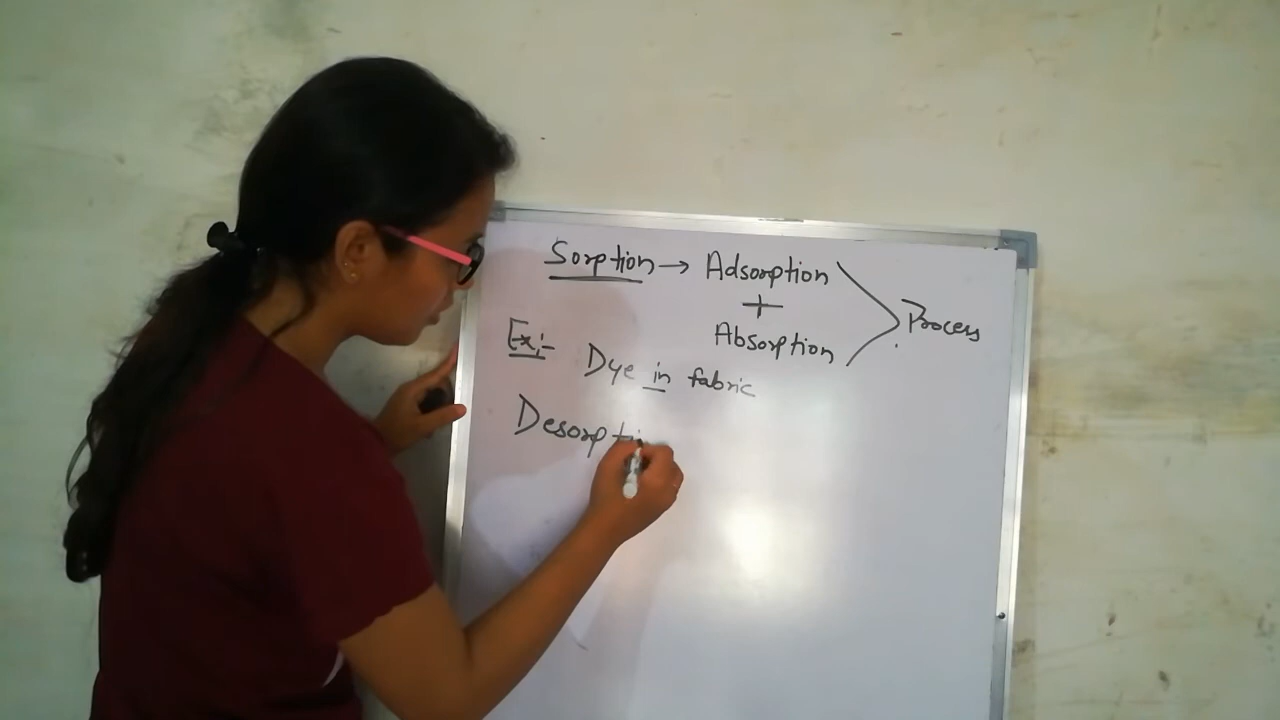 Sorption → Adsorption
+
Absorption
Process
Ex:-
Dye in fabric
Desorpti